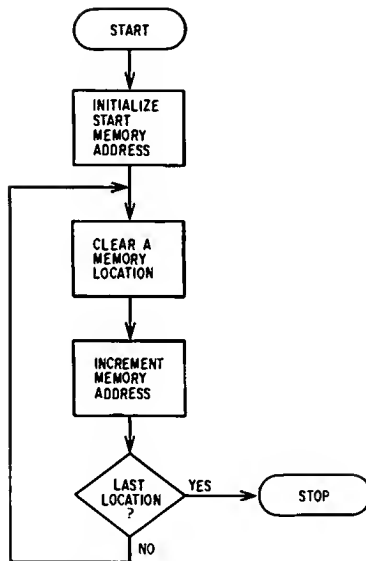 START
INITIALIZE
START
MEMORY
ADDRESS
CLEAR A
MEMORY
LOCATION
INCREMENT
MEMORY
ADDRESS
LAST
LOCATION
?
YES
STOP
NO